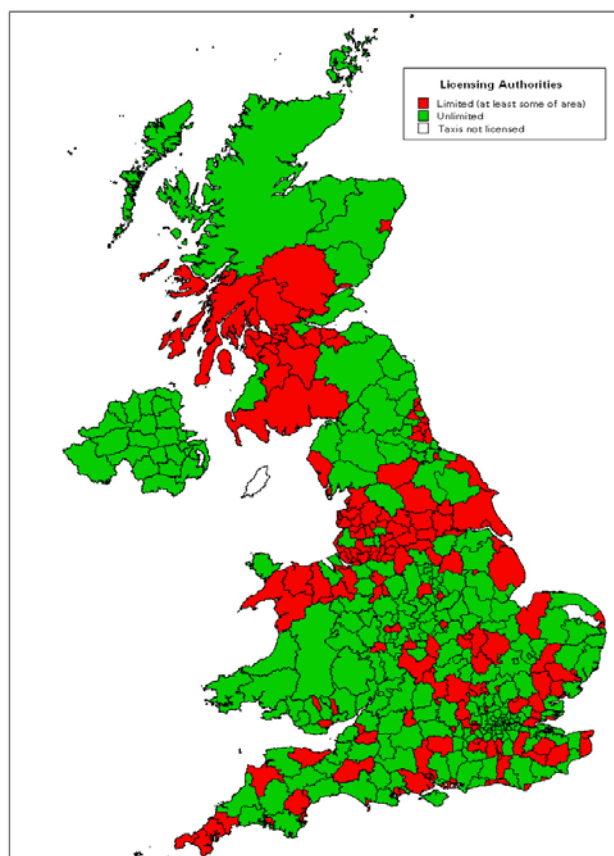 Licensing Authorities
Limited (at least some of area)
Unlimited
Taxis not licensed